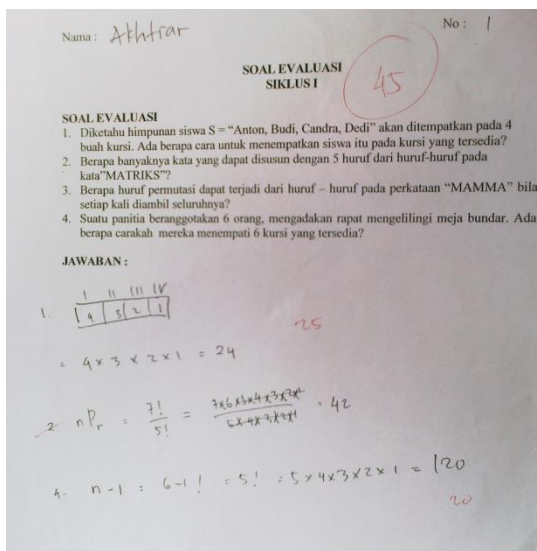 Nama : Akhtiar
No : 1
45
SOAL EVALUASI
SIKLUS I
SOAL EVALUASI
1. Diketahu himpunan siswa S = “Anton, Budi, Candra, Dedi” akan ditempatkan pada 4
buah kursi. Ada berapa cara untuk menempatkan siswa itu pada kursi yang tersedia?
2. Berapa banyaknya kata yang dapat disusun dengan 5 huruf dari huruf-huruf pada
kata”MATRIKS”?
3. Berapa huruf permutasi dapat terjadi dari huruf – huruf pada perkataan “MAMMA” bila
setiap kali diambil seluruhnya?
4. Suatu panitia beranggotakan 6 orang, mengadakan rapat mengelilingi meja bundar. Ada
berapa carakah mereka menempati 6 kursi yang tersedia?
JAWABAN :
I II III IV
1. 4 3 2 1
25
= 4 x 3 x 2 x 1 = 24
2. nPr = 7!/5! = 7x6x5x4x3x2x1/5x4x3x2x1 = 42
4. n - 1 = 6-1! = 5! = 5 x 4 x 3 x 2 x 1 = 120
20